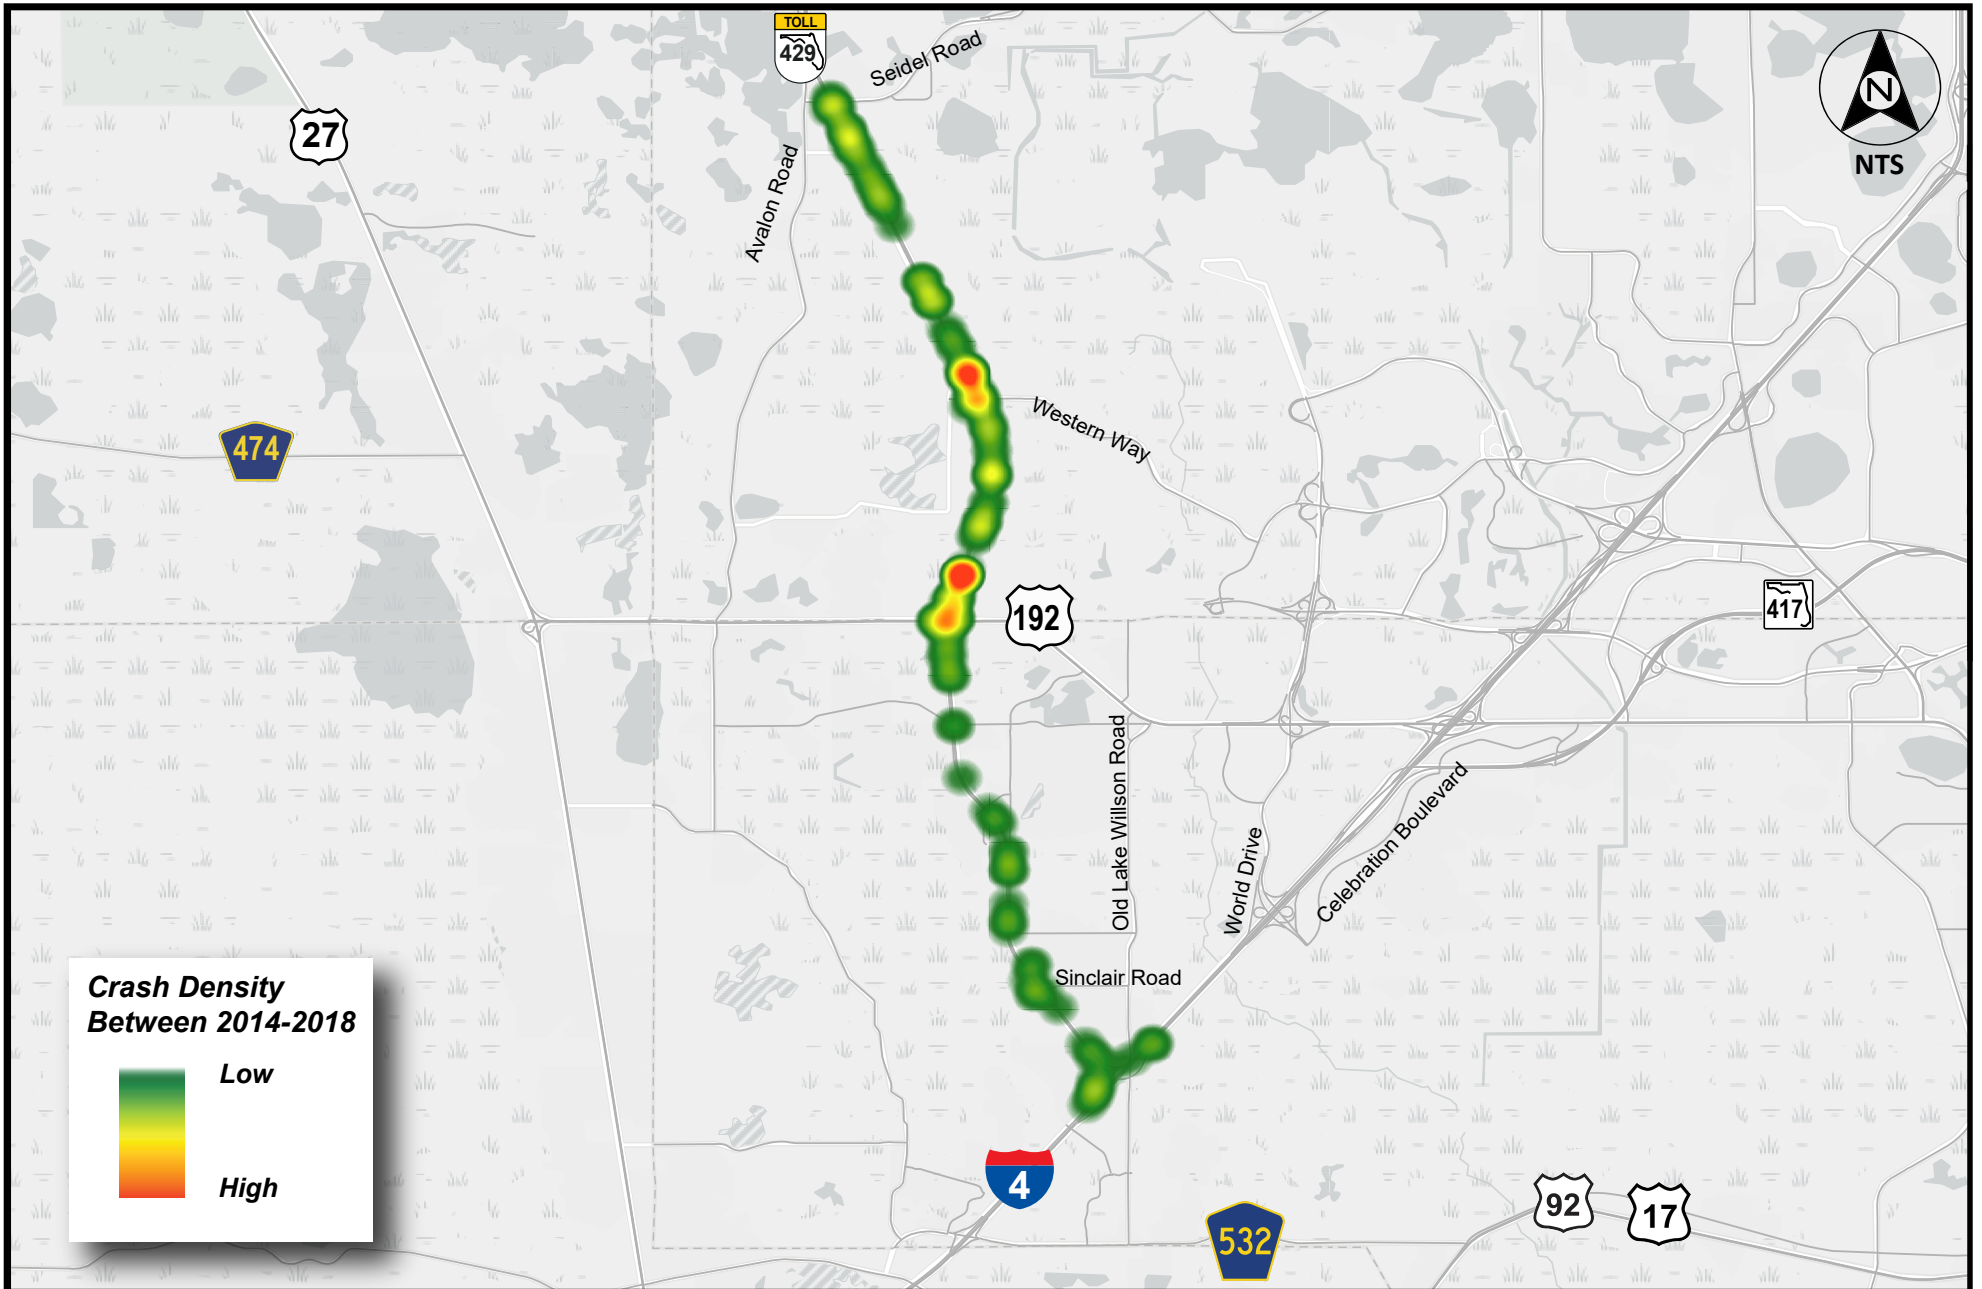 TOLL
429
Seidel Road
N
NTS
27
Avalon Road
Western Way
474
192
417
Old Lake Willson Road
World Drive
Celebration Boulevard
Sinclair Road
Crash Density
Between 2014-2018
Low
High
4
92
17
532